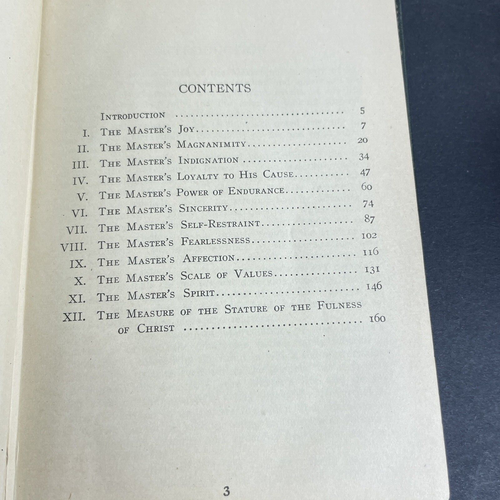 CONTENTS
INTRODUCTION ................................. 5
I. THE MASTER'S JOY................................. 7
II. THE MASTER'S MAGNANIMITY..................... 20
III. THE MASTER'S INDIGNATION ..................... 34
IV. THE MASTER'S LOYALTY TO HIS CAUSE........... 47
V. THE MASTER'S POWER OF ENDURANCE............ 60
VI. THE MASTER'S SINCERITY....................... 74
VII. THE MASTER'S SELF-RESTRAINT.................. 87
VIII. THE MASTER'S FEARLESSNESS.................... 102
IX. THE MASTER'S AFFECTION ....................... 116
X. THE MASTER'S SCALE OF VALUES................ 131
XI. THE MASTER'S SPIRIT........................... 146
XII. THE MEASURE OF THE STATURE OF THE FULNESS
OF CHRIST .................................. 160
3